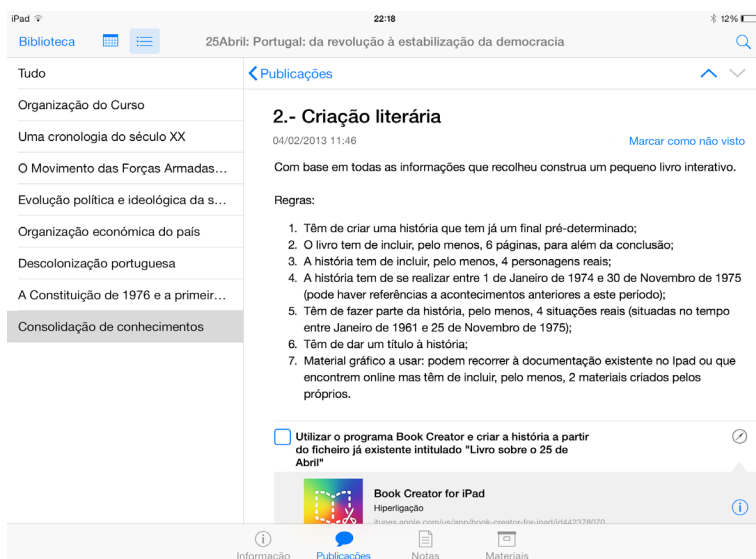 iPad
22:18
12%
Biblioteca
25Abril: Portugal: da revolução à estabilização da democracia
Tudo
Organização do Curso
Uma cronologia do século XX
O Movimento das Forças Armadas...
Evolução política e ideológica da s...
Organização económica do país
Descolonização portuguesa
A Constituição de 1976 e a primeir...
Consolidação de conhecimentos
Publicações
2.- Criação literária
04/02/2013 11:46
Marcar como não visto
Com base em todas as informações que recolheu construa um pequeno livro interativo.
Regras:
1. Têm de criar uma história que tem já um final pré-determinado;
2. O livro tem de incluir, pelo menos, 6 páginas, para além da conclusão;
3. A história tem de incluir, pelo menos, 4 personagens reais;
4. A história tem de se realizar entre 1 de Janeiro de 1974 e 30 de Novembro de 1975
(pode haver referências a acontecimentos anteriores a este período);
5. Têm de fazer parte da história, pelo menos, 4 situações reais (situadas no tempo
entre Janeiro de 1961 e 25 de Novembro de 1975);
6. Têm de dar um título à história;
7. Material gráfico a usar: podem recorrer à documentação existente no Ipad ou que
encontrem online mas têm de incluir, pelo menos, 2 materiais criados pelos
próprios.
Utilizar o programa Book Creator e criar a história a partir
do ficheiro já existente intitulado "Livro sobre o 25 de
Abril"
Book Creator for iPad
Hiperligação
itunes.apple.com/us/app/book-creator-for-ipad/id442378070
Informação
Publicações
Notas
Materiais